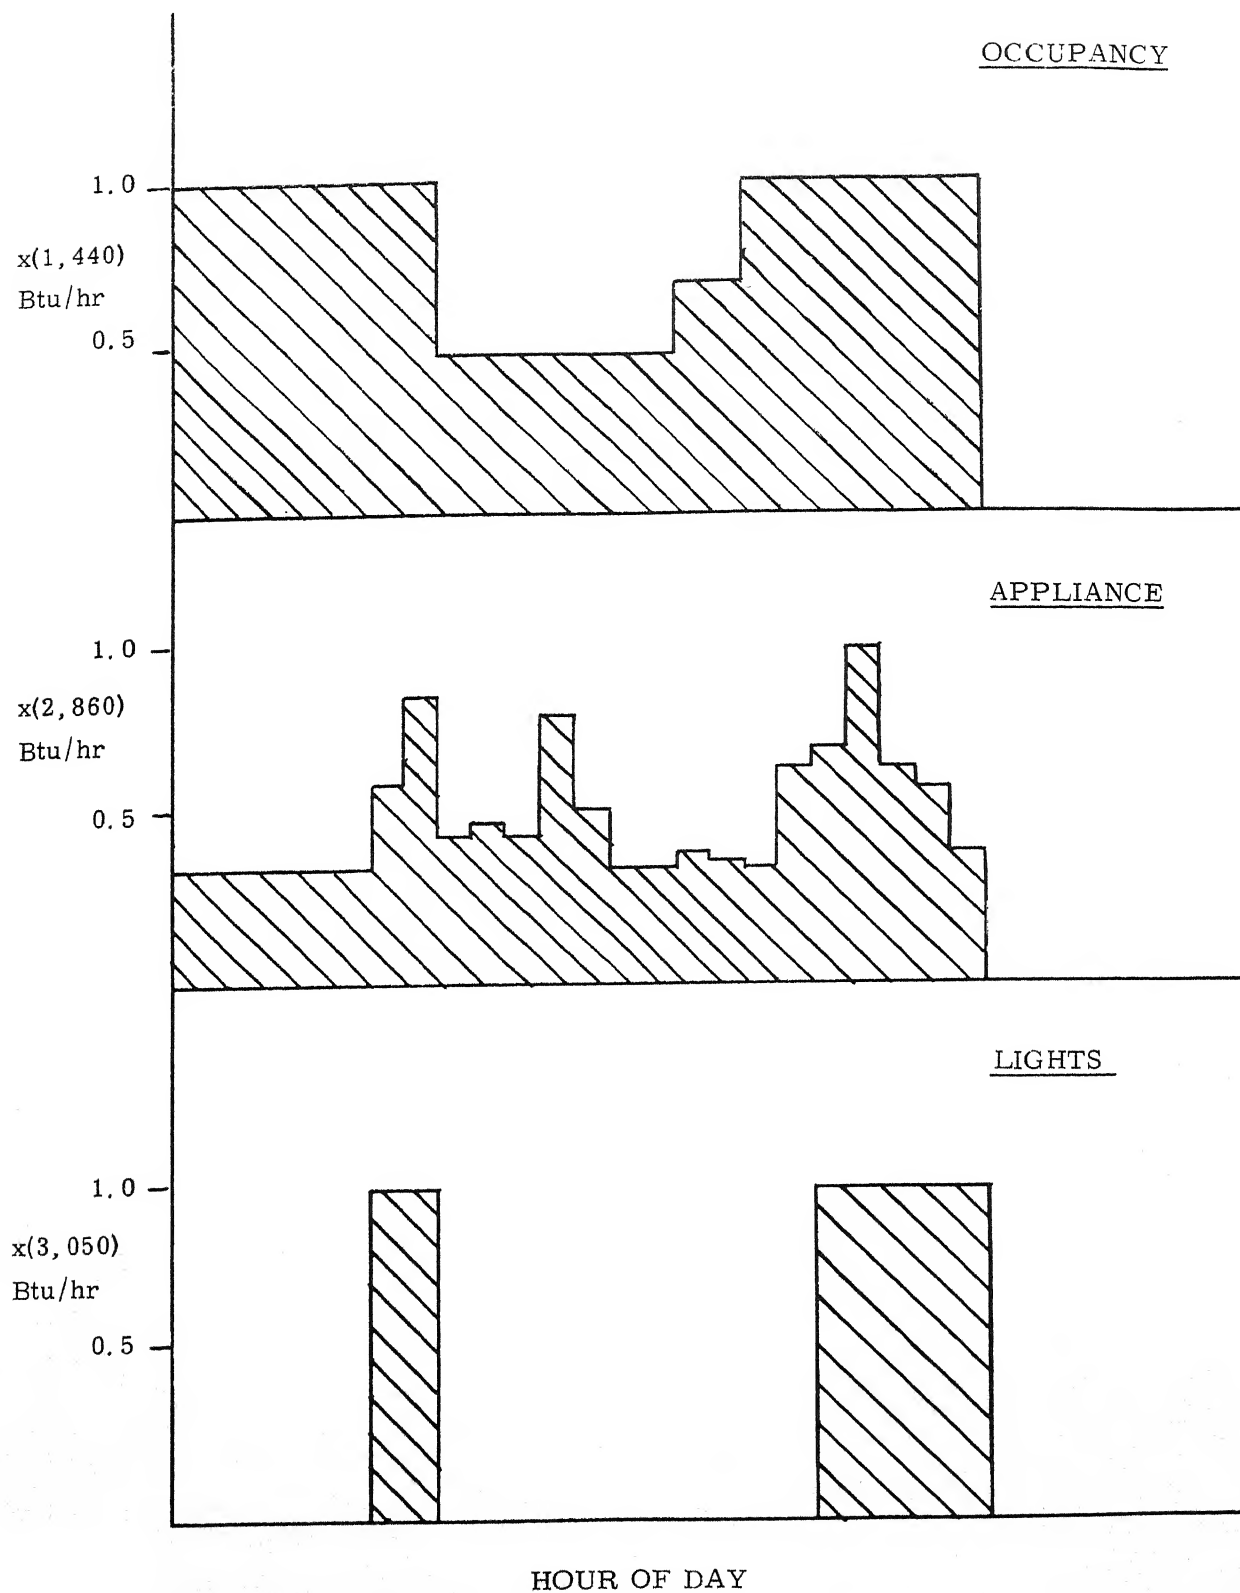 OCCUPANCY
1.0
x(1,440)
Btu/hr
0.5
APPLIANCE
1.0
x(2,860)
Btu/hr
0.5
LIGHTS
1.0
x(3,050)
Btu/hr
0.5
HOUR OF DAY